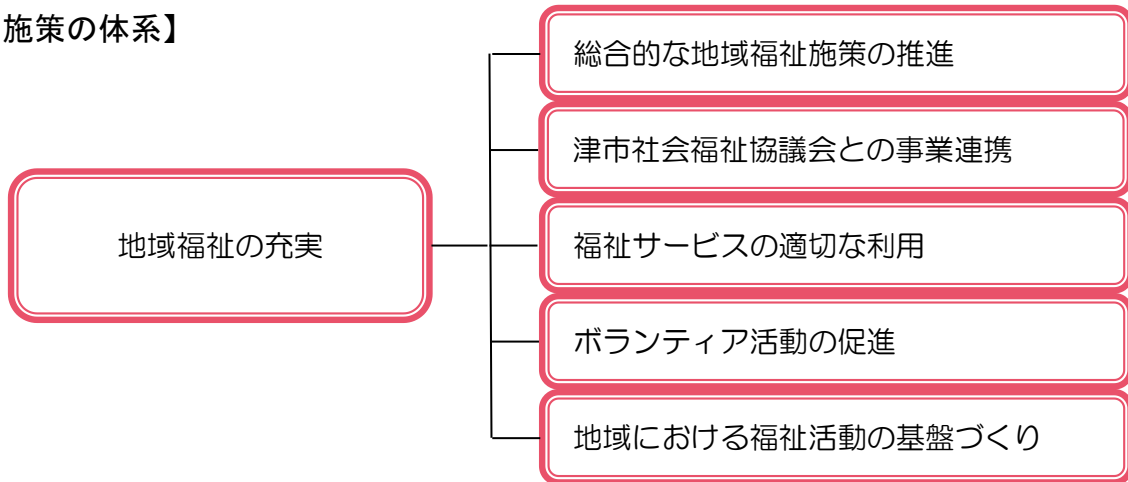 施策の体系】
総合的な地域福祉施策の推進
津市社会福祉協議会との事業連携
地域福祉の充実
福祉サービスの適切な利用
ボランティア活動の促進
地域における福祉活動の基盤づくり